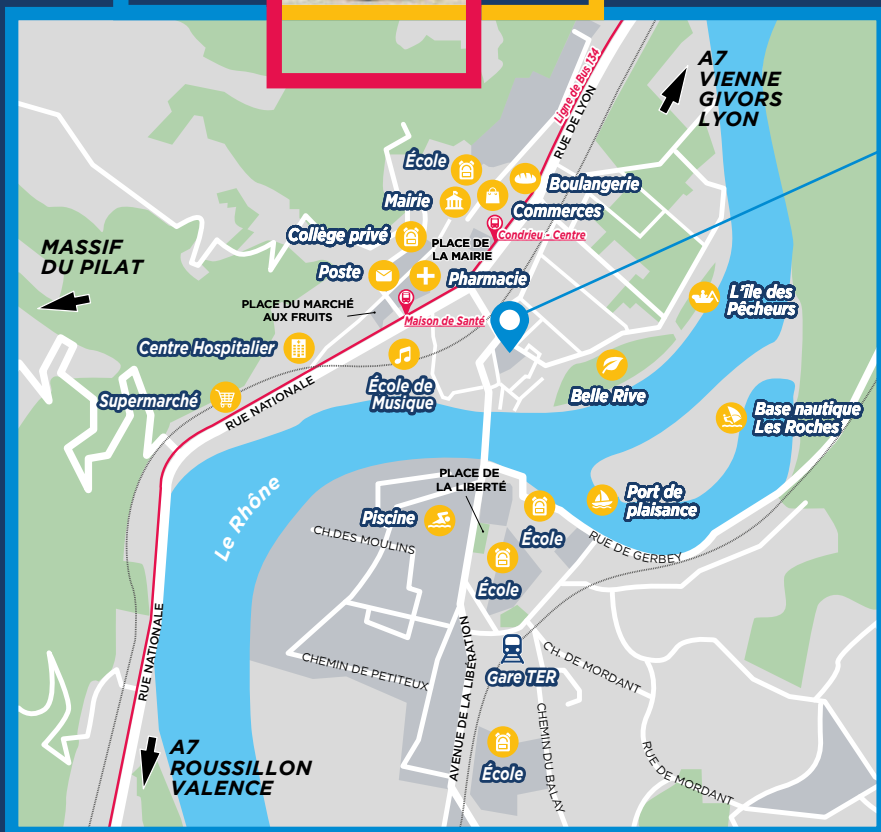 A7
VIENNE
GIVORS
LYON
Ligne de Bus 134
RUE DE LYON
École
Boulangerie
Mairie
Commerces
Collège privé
PLACE DE
LA MAIRIE
Condrieu - Centre
MASSIF
DU PILAT
Poste
Pharmacie
PLACE DU MARCHÉ
AUX FRUITS
Maison de Santé
L'île des
Pêcheurs
Centre Hospitalier
École de
Musique
Belle Rive
Supermarché
RUE NATIONALE
Base nautique
Les Roches
Le Rhône
PLACE DE
LA LIBERTÉ
Port de
plaisance
Piscine
CH.DES MOULINS
École
RUE DE GERBEY
École
RUE NATIONALE
AVENUE DE LA LIBÉRATION
CH. DE MORDANT
CHEMIN DE PETITEUX
Gare TER
CHEMIN DU BALAY
RUE DE MORDANT
A7
ROUSSILLON
VALENCE
École